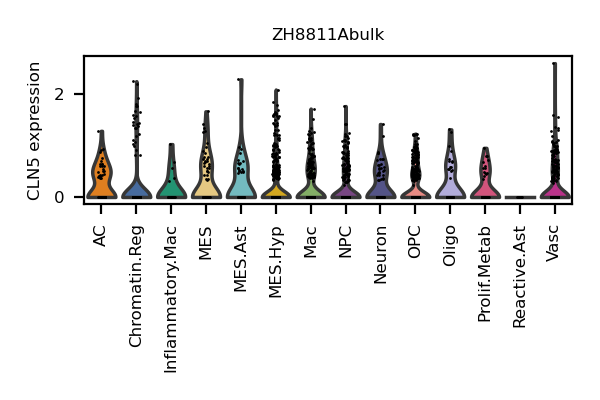 ZH8811Abulk
CLN5 expression
2
0
AC
Chromatin.Reg
Inflammatory.Mac
MES
MES.Ast
MES.Hyp
Mac
NPC
Neuron
OPC
Oligo
Prolif.Metab
Reactive.Ast
Vasc